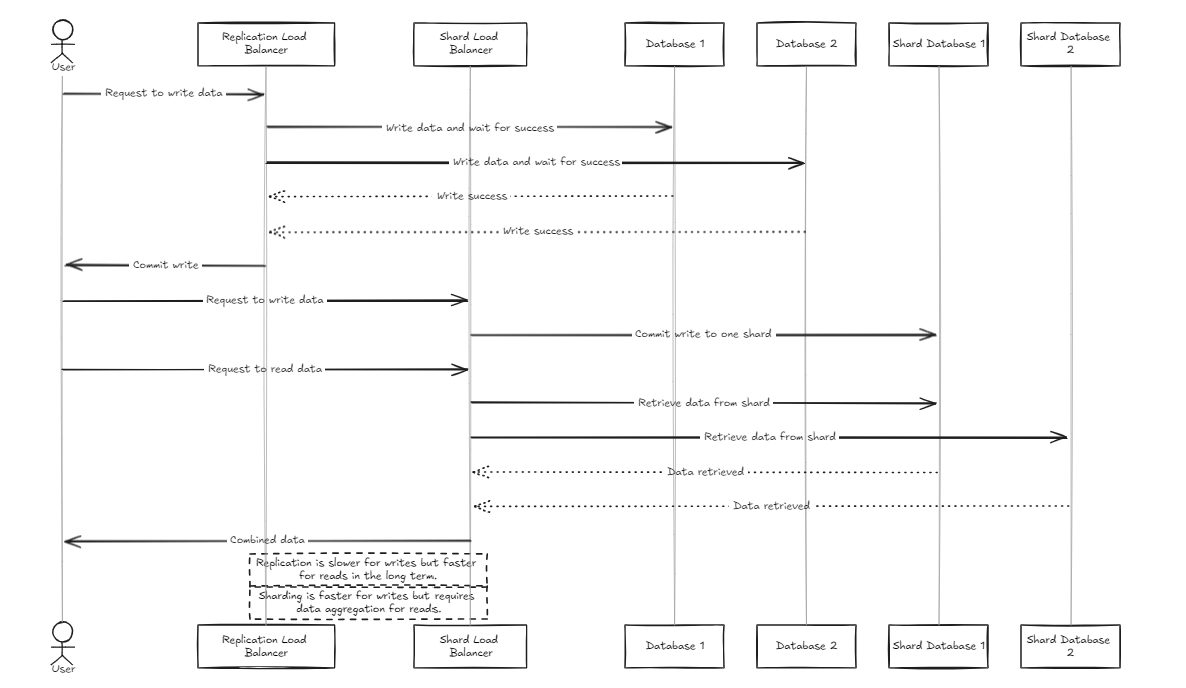 Replication Load
Balancer
Shard Load
Balancer
Database 1
Database 2
Shard Database 1
Shard Database
2
User
Request to write data
Write data and wait for success
Write data and wait for success
Write success
Write success
Commit write
Request to write data
Commit write to one shard
Request to read data
Retrieve data from shard
Retrieve data from shard
Data retrieved
Data retrieved
Combined data
Replication is slower for writes but faster
for reads in the long term.
Sharding is faster for writes but requires
data aggregation for reads.
Replication Load
Balancer
Shard Load
Balancer
Database 1
Database 2
Shard Database 1
Shard Database
2
User